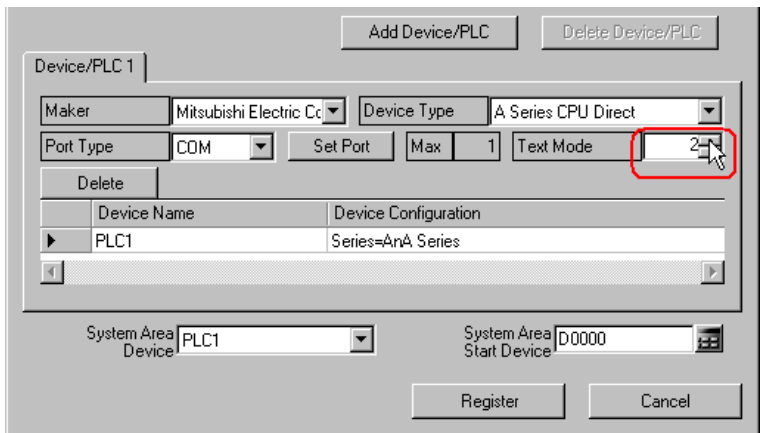 Add Device/PLC Delete Device/PLC
Device/PLC 1
Maker Mitsubishi Electric Cc Device Type A Series CPU Direct
Port Type COM Set Port Max 1 Text Mode 2
Delete
Device Name Device Configuration
PLC1 Series=AnA Series
System Area Device PLC1 System Area Start Device D0000
Register Cancel